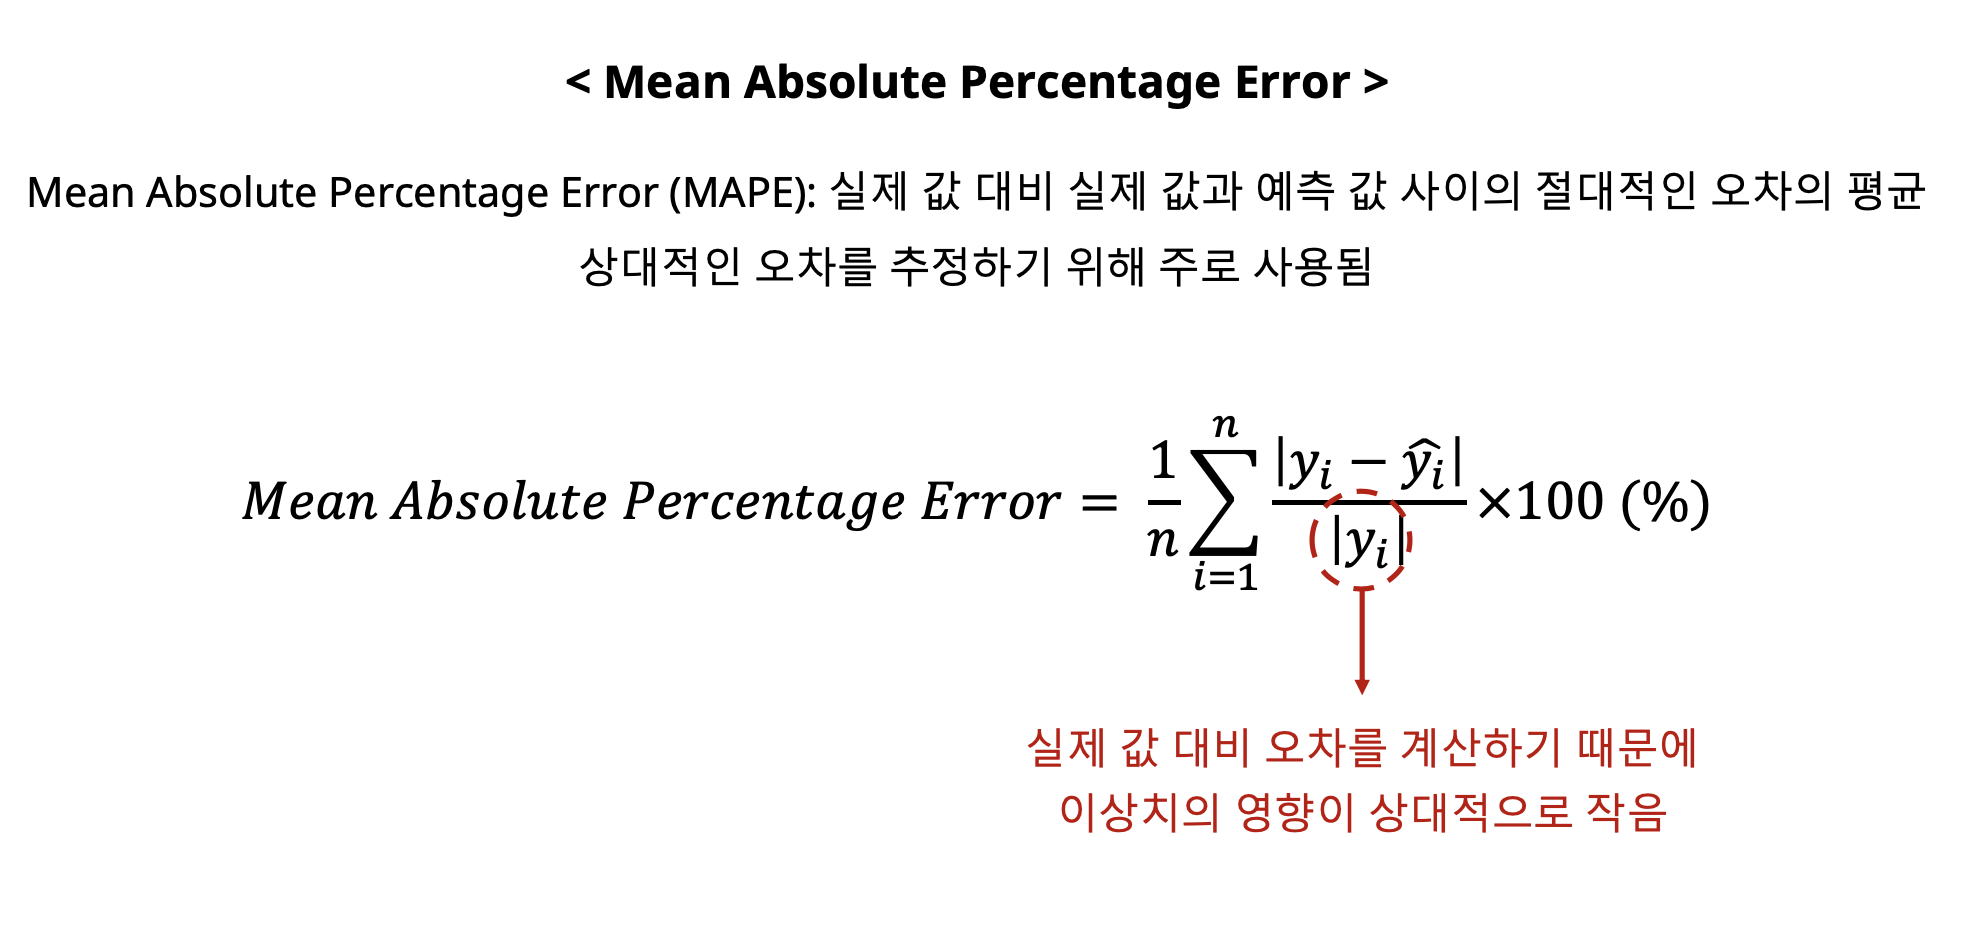 < Mean Absolute Percentage Error >
Mean Absolute Percentage Error (MAPE): 실제 값 대비 실제 값과 예측 값 사이의 절대적인 오차의 평균
상대적인 오차를 추정하기 위해 주로 사용됨
$Mean\ Absolute\ Percentage\ Error = \frac{1}{n}\sum_{i=1}^{n}\frac{|y_i - \widehat{y_i}|}{|y_i|} \times 100\ (\%)$
실제 값 대비 오차를 계산하기 때문에
이상치의 영향이 상대적으로 작음